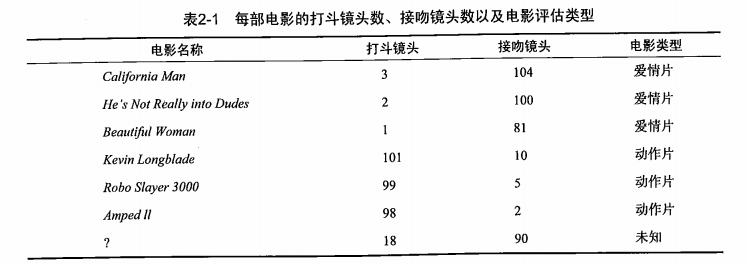 表2-1 每部电影的打斗镜头数、接吻镜头数以及电影评估类型
电影名称 打斗镜头 接吻镜头 电影类型
California Man 3 104 爱情片
He's Not Really into Dudes 2 100 爱情片
Beautiful Woman 1 81 爱情片
Kevin Longblade 101 10 动作片
Robo Slayer 3000 99 5 动作片
Amped II 98 2 动作片
? 18 90 未知